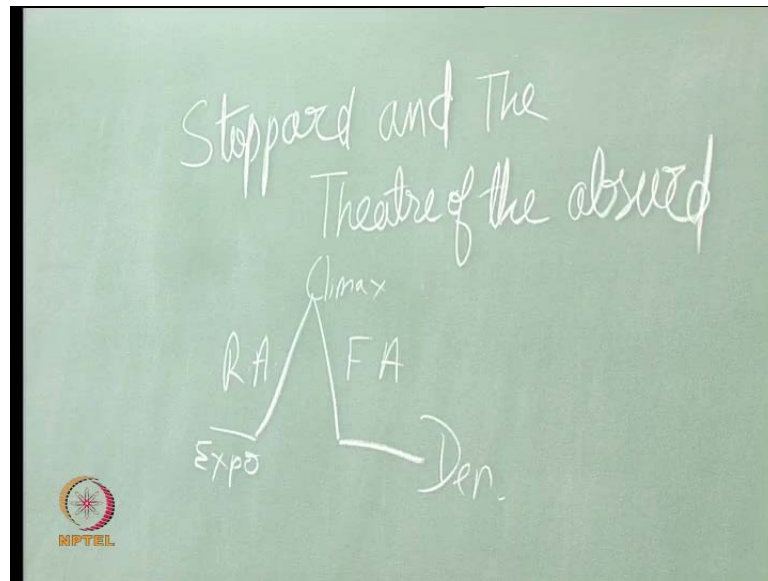 Stoppard and The
Theatre of the absurd
Climax
R A. F A
Expo
Den.
NPTEL